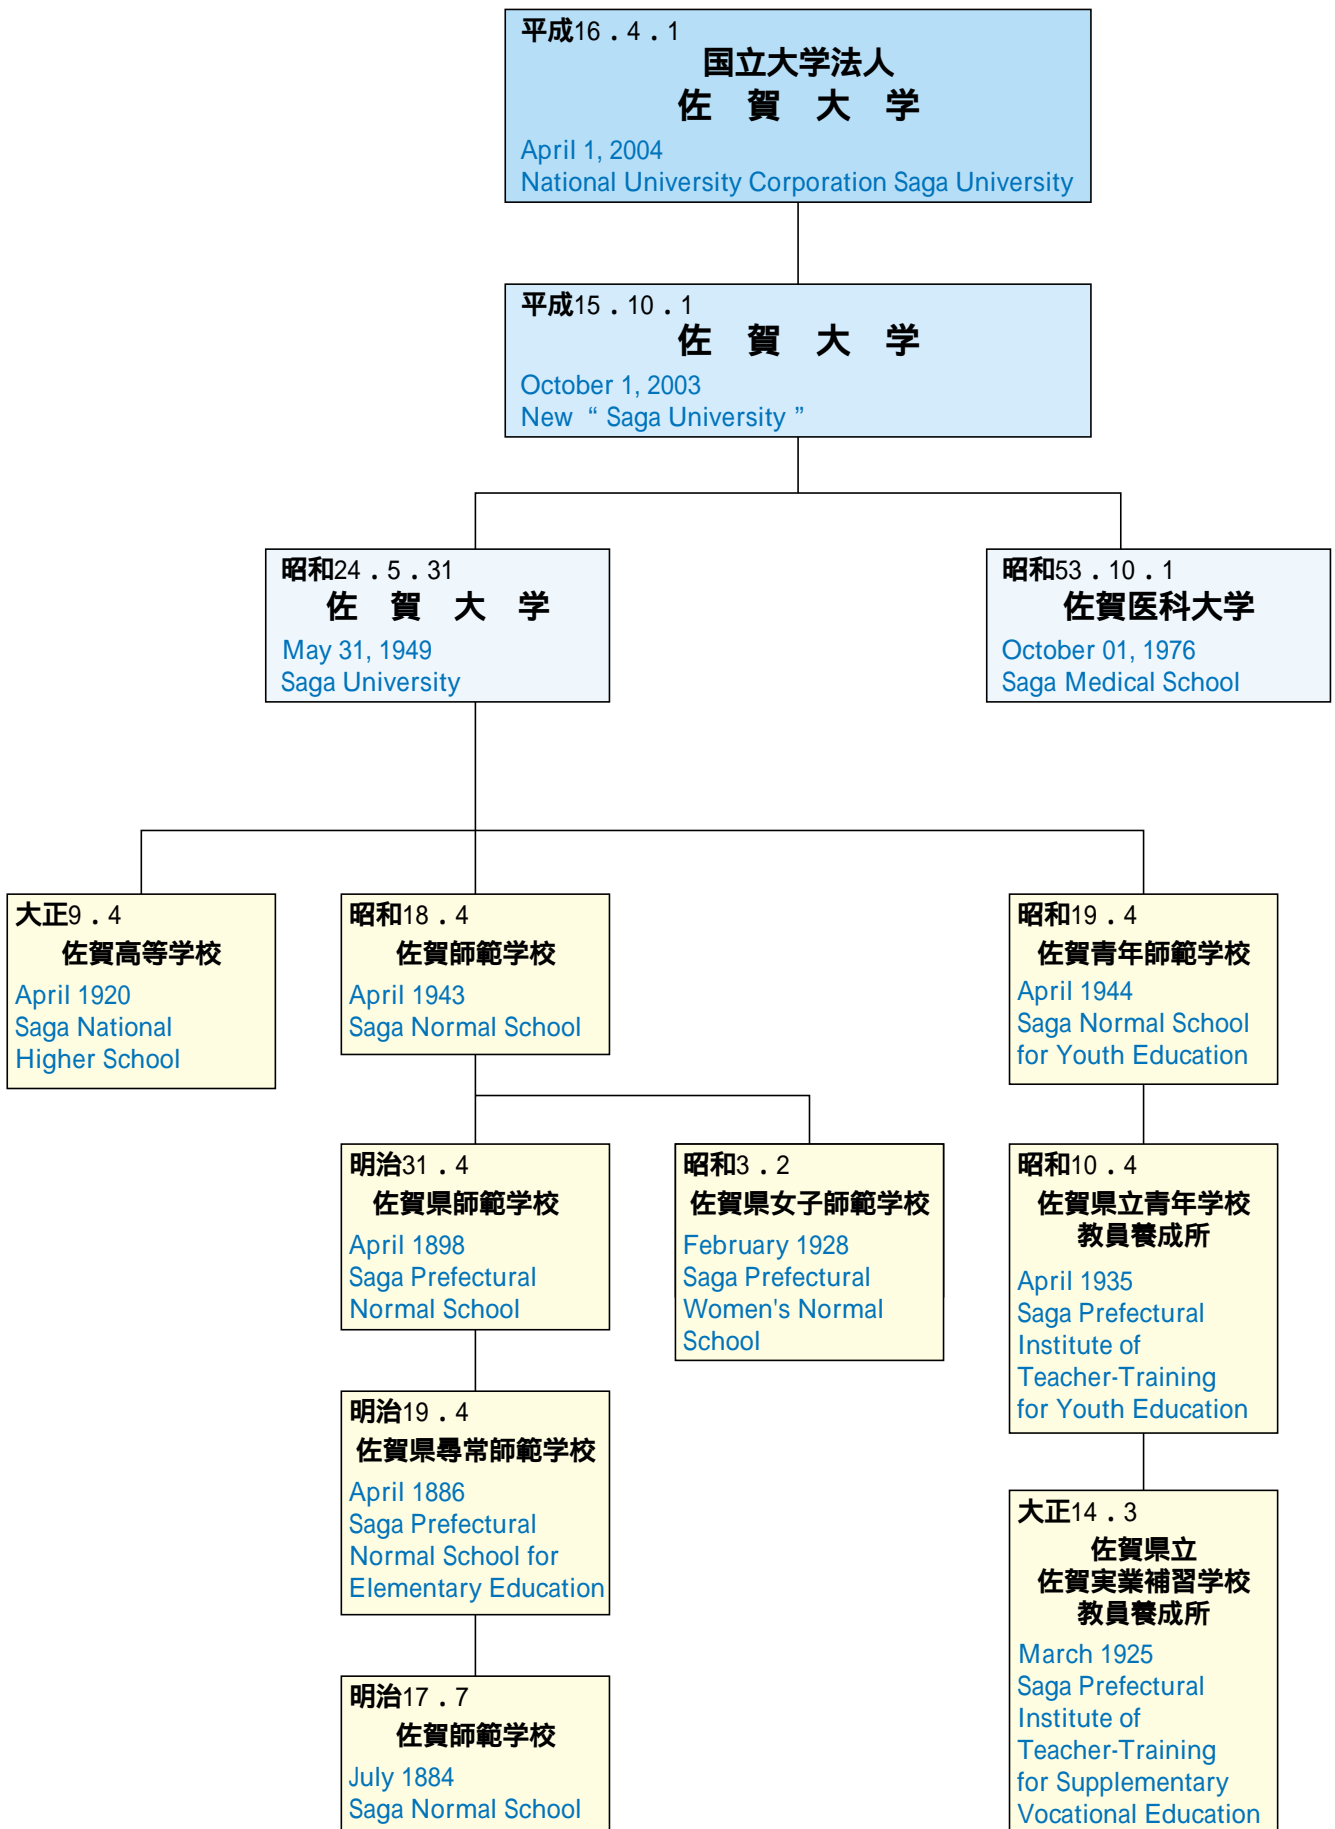 平成16．4．1
国立大学法人
佐　賀　大　学
April 1, 2004
National University Corporation Saga University
平成15．10．1
佐　賀　大　学
October 1, 2003
New “ Saga University ”
昭和24．5．31
佐　賀　大　学
May 31, 1949
Saga University
昭和53．10．1
佐賀医科大学
October 01, 1976
Saga Medical School
大正9．4
佐賀高等学校
April 1920
Saga National
Higher School
昭和18．4
佐賀師範学校
April 1943
Saga Normal School
昭和19．4
佐賀青年師範学校
April 1944
Saga Normal School
for Youth Education
明治31．4
佐賀県師範学校
April 1898
Saga Prefectural
Normal School
昭和3．2
佐賀県女子師範学校
February 1928
Saga Prefectural
Women's Normal
School
昭和10．4
佐賀県立青年学校
教員養成所
April 1935
Saga Prefectural
Institute of
Teacher-Training
for Youth Education
明治19．4
佐賀県尋常師範学校
April 1886
Saga Prefectural
Normal School for
Elementary Education
大正14．3
佐賀県立
佐賀実業補習学校
教員養成所
March 1925
Saga Prefectural
Institute of
Teacher-Training
for Supplementary
Vocational Education
明治17．7
佐賀師範学校
July 1884
Saga Normal School